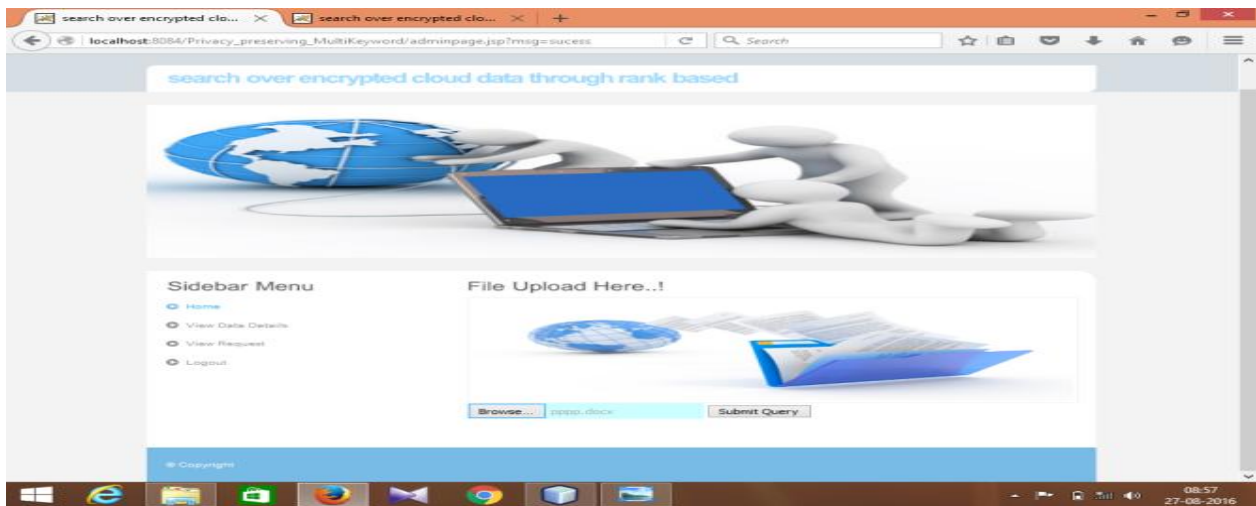 search over encrypted clo...
search over encrypted clo...
localhost:8084/Privacy_preserving_MultiKeyword/adminpage.jsp?msg=sucess
Search
search over encrypted cloud data through rank based
Sidebar Menu
Home
View Data Details
View Request
Logout
File Upload Here..!
Browse... pppp.docx Submit Query
© Copyright
08:57
27-08-2016